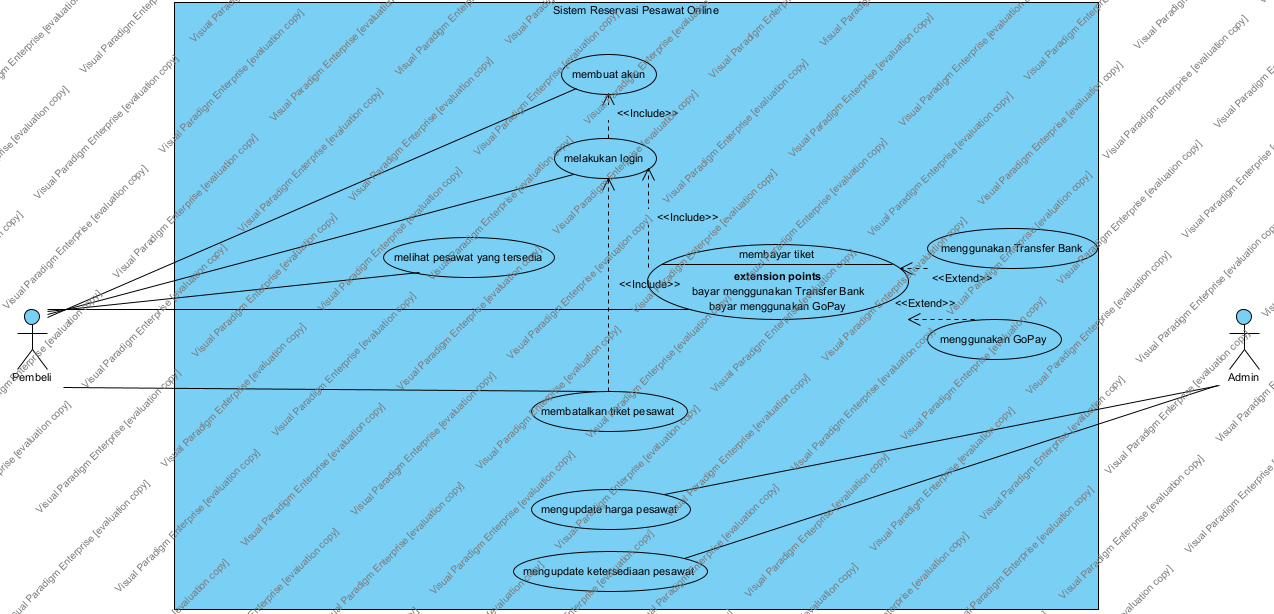 Sistem Reservasi Pesawat Online
membuat akun
<<Include>>
melakukan login
<<Include>>
melihat pesawat yang tersedia
membayar tiket
extension points
bayar menggunakan Transfer Bank
bayar menggunakan GoPay
<<Include>>
menggunakan Transfer Bank
<<Extend>>
<<Extend>>
menggunakan GoPay
Pembeli
Admin
membatalkan tiket pesawat
mengupdate harga pesawat
mengupdate ketersediaan pesawat
Visual Paradigm Enterprise [evaluation copy]